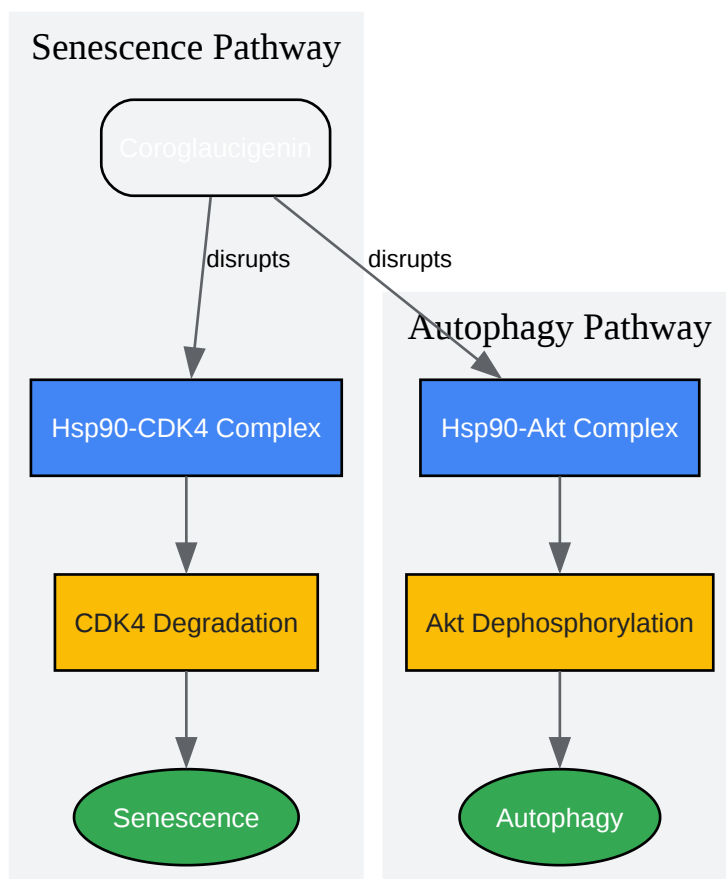 Senescence Pathway
Coroglaucigenin
disrupts
disrupts
Autophagy Pathway
Hsp90-CDK4 Complex
Hsp90-Akt Complex
CDK4 Degradation
Akt Dephosphorylation
Senescence
Autophagy